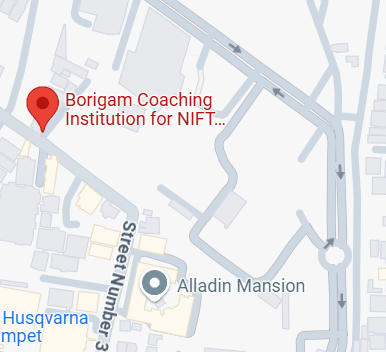 Borigam Coaching
Institution for NIFT...
Street Number 3
Alladin Mansion
Husqvarna
mpet